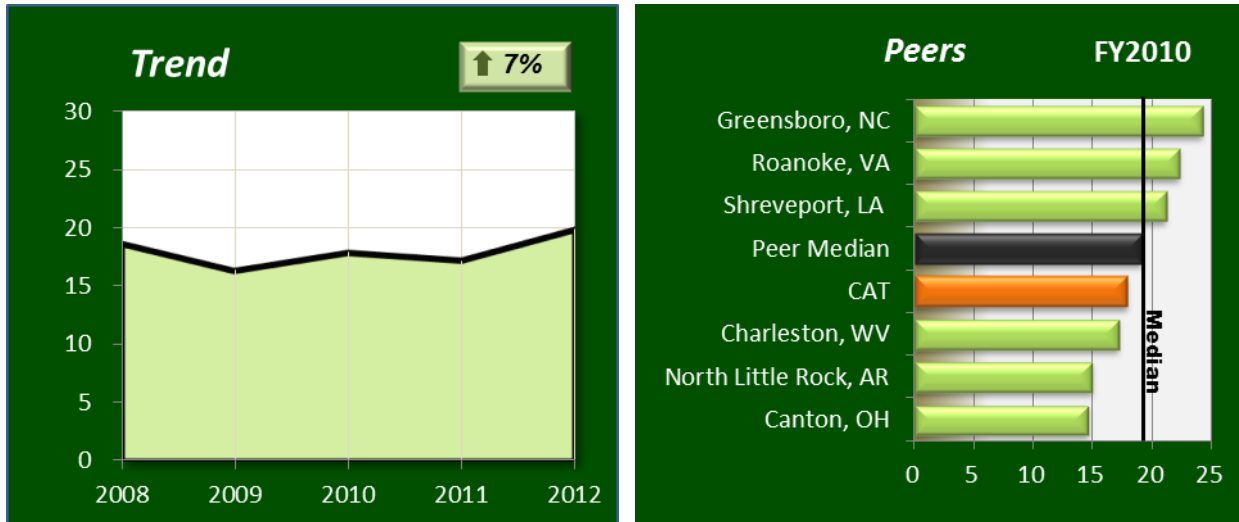 Trend
7%
30
25
20
15
10
5
0
2008 2009 2010 2011 2012
Peers FY2010
Greensboro, NC
Roanoke, VA
Shreveport, LA
Peer Median
CAT
Charleston, WV
North Little Rock, AR
Canton, OH
Median
0 5 10 15 20 25